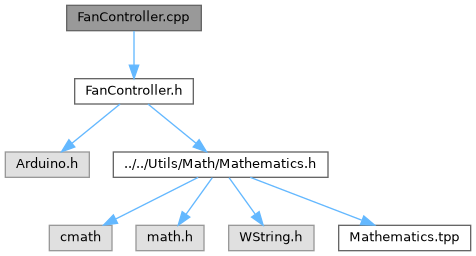 FanController.cpp
FanController.h
Arduino.h
../../Utils/Math/Mathematics.h
cmath
math.h
WString.h
Mathematics.tpp